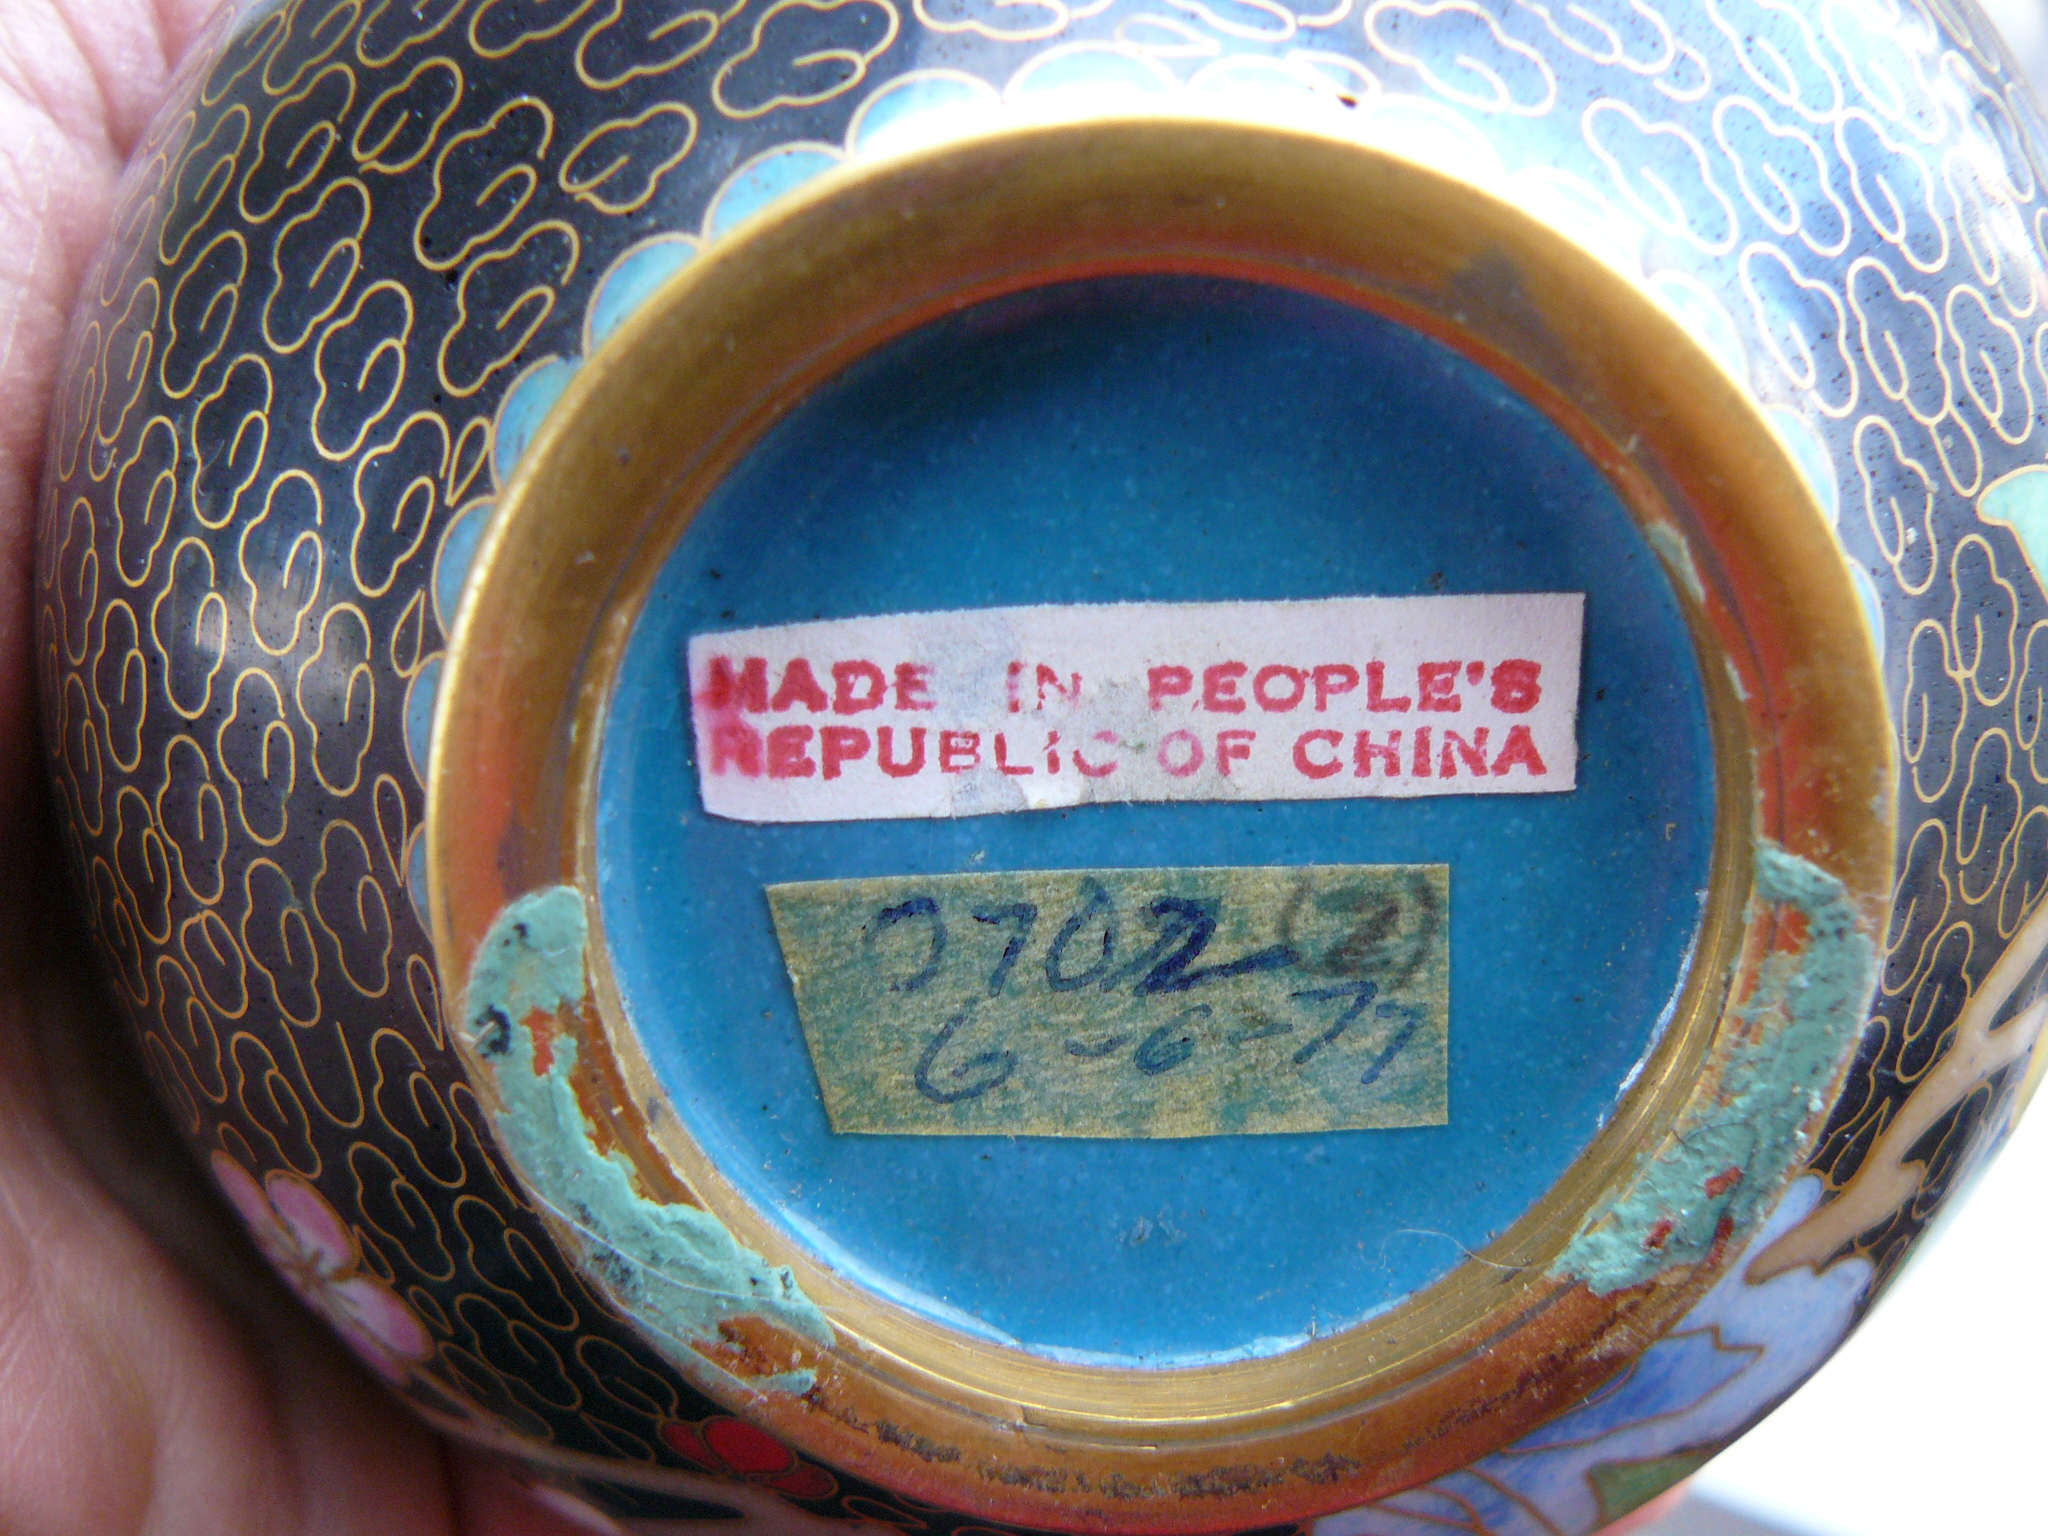 MADE IN PEOPLE'S
REPUBLIC OF CHINA
0702 (2)
6-6-77